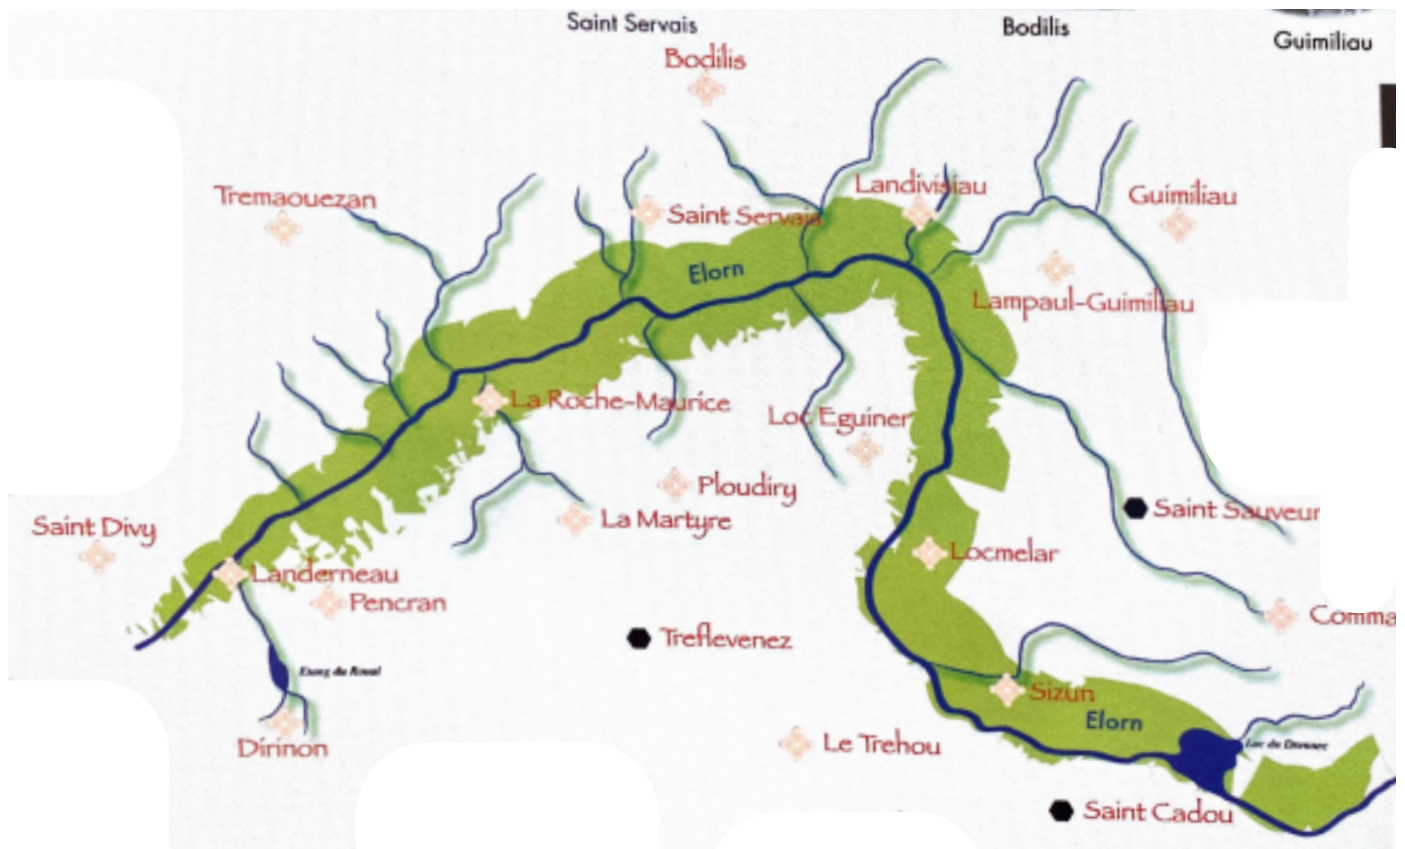 Saint Servais
Bodilis
Guimiliau
Bodilis
Tremaouezan
Saint Servais
Landivisiau
Guimiliau
Elorn
Lampaul-Guimiliau
La Roche-Maurice
Loc Eguiner
Ploudiry
La Martyre
Saint Sauveur
Saint Divy
Locmelar
Landerneau
Pencran
Comma
Treflevenez
Sizun
Elorn
Dirinon
Le Trehou
Saint Cadou